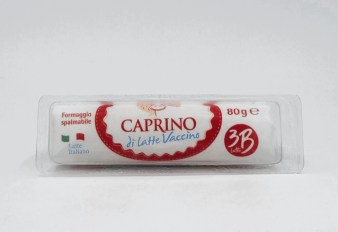 Formaggio
spalmabile
CAPRINO
di Latte Vaccino
80g e
3B
Latte
Italiano